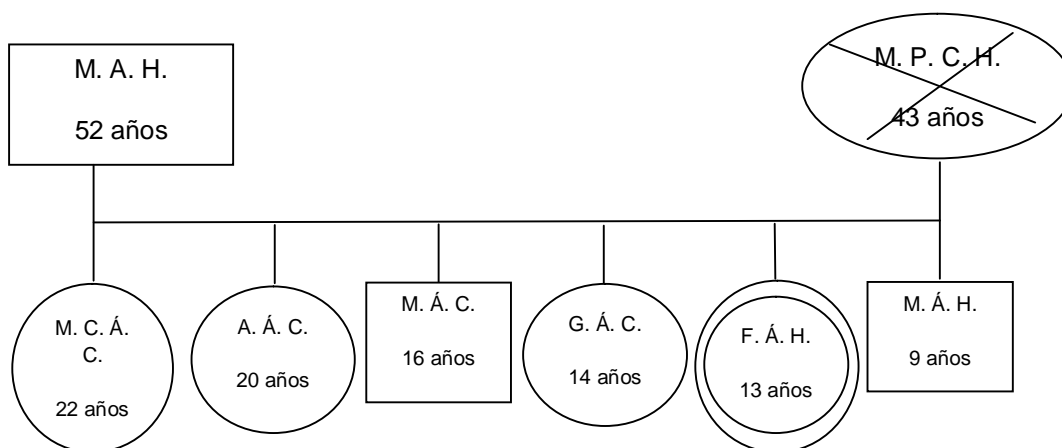 M. A. H.
52 años
M. P. C. H.
43 años
M. C. Á.
C.
22 años
A. Á. C.
20 años
M. Á. C.
16 años
G. Á. C.
14 años
F. Á. H.
13 años
M. Á. H.
9 años